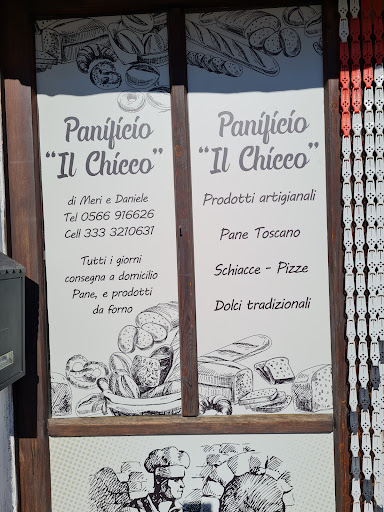 Panificio
"Il Chicco"
di Meri e Daniele
Tel 0566 916626
Cell 333 3210631
Tutti i giorni
consegna a domicilio
Pane, e prodotti
da forno
Panificio
"Il Chicco"
Prodotti artigianali
Pane Toscano
Schiacce - Pizze
Dolci tradizionali